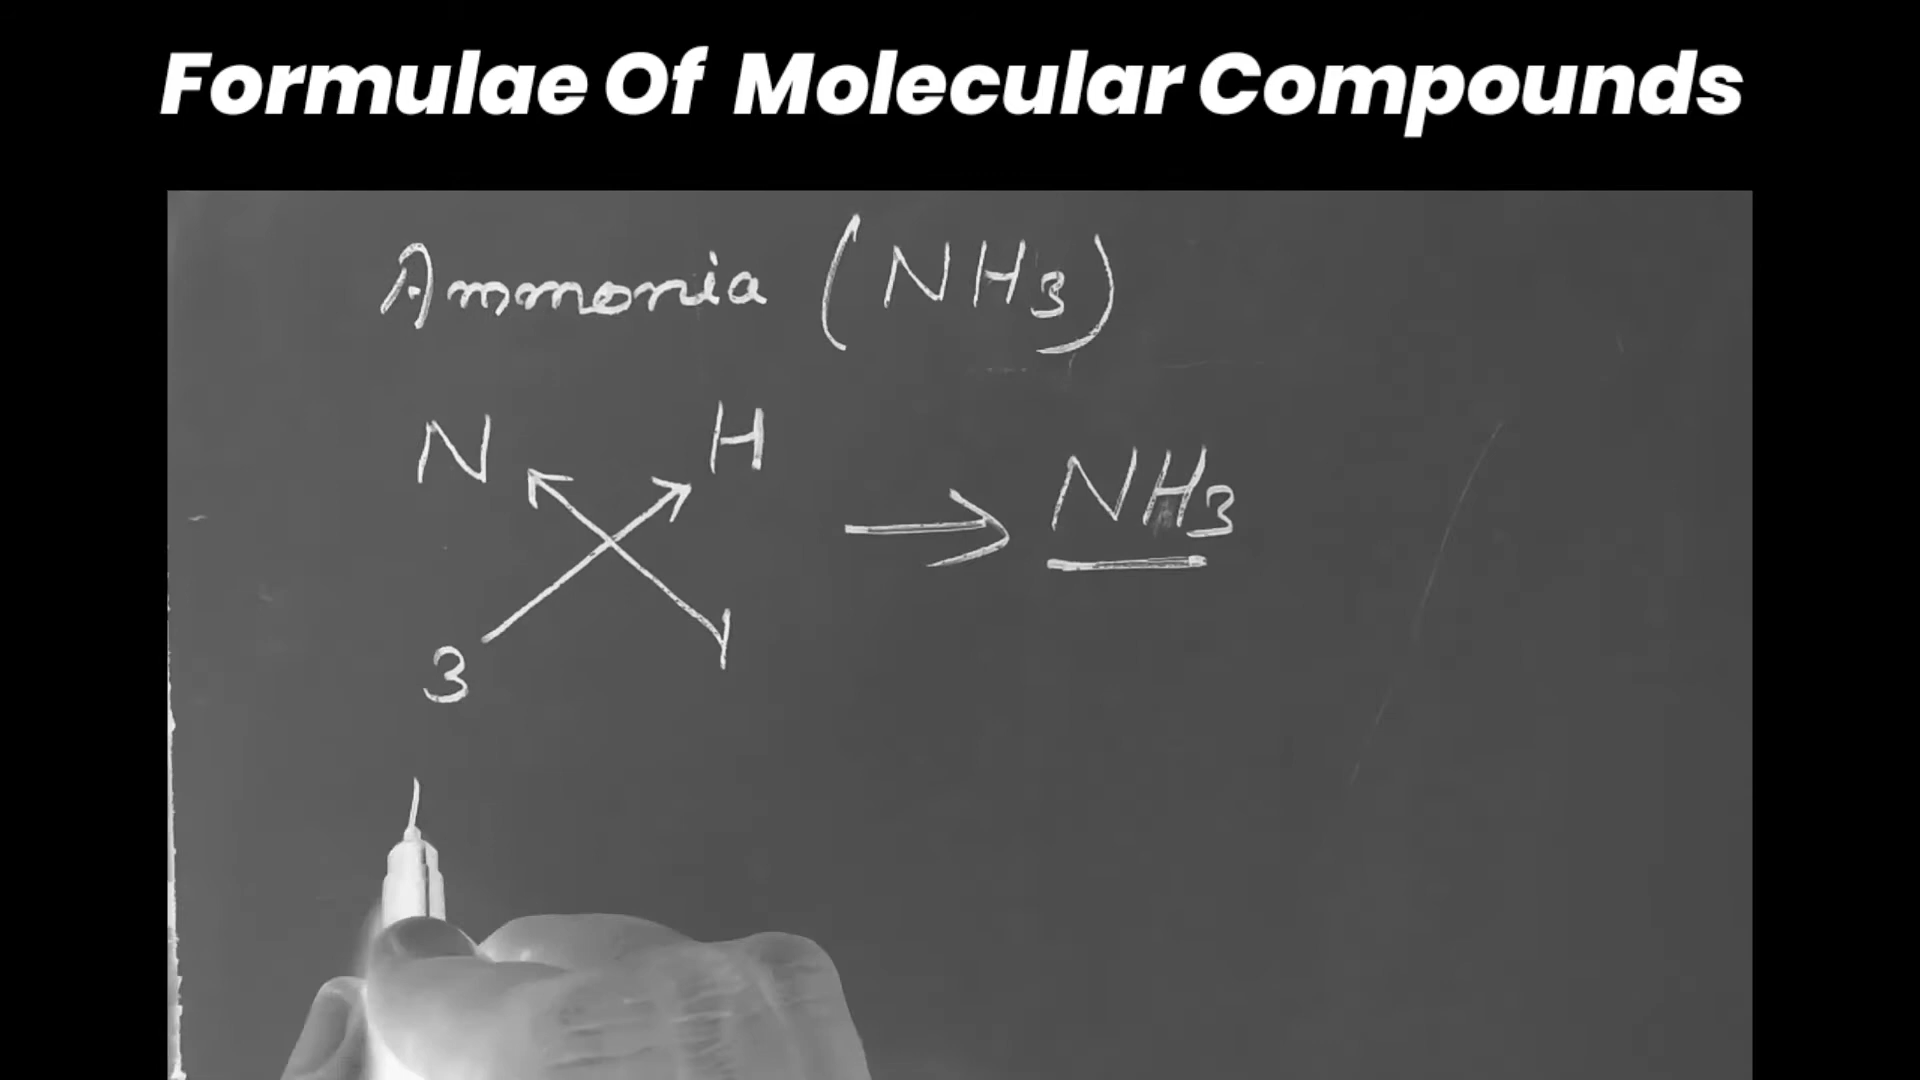 Formulae Of Molecular Compounds
Ammonia (NH3)
N H
→ NH3
3 1